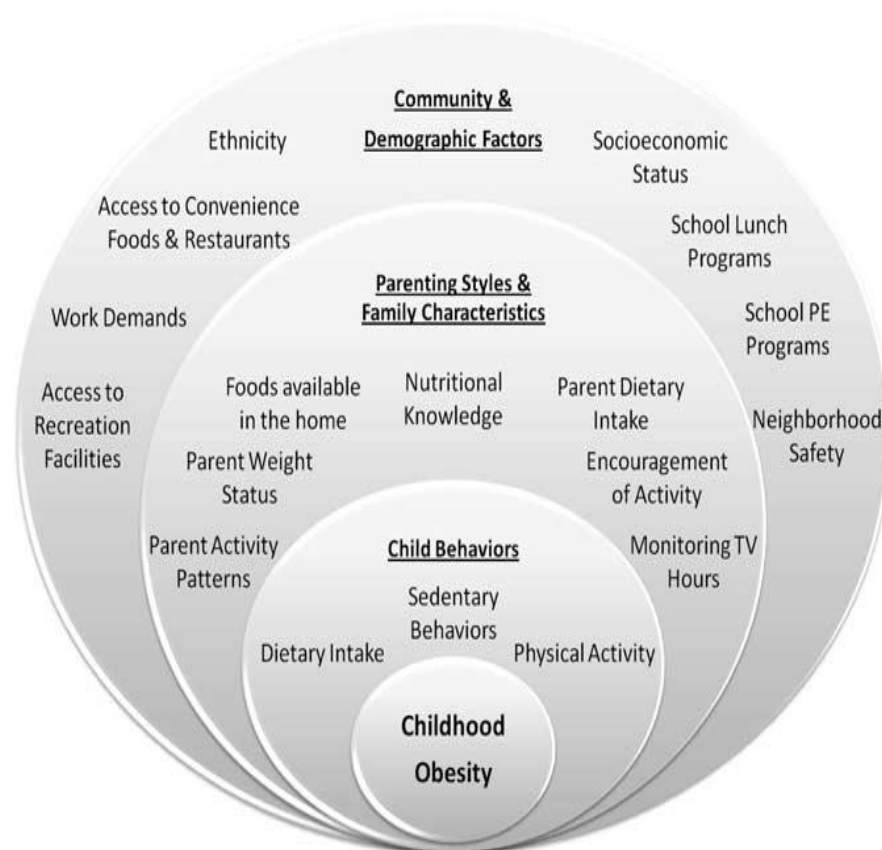 Community &
Demographic Factors
Ethnicity
Socioeconomic
Status
Access to Convenience
Foods & Restaurants
School Lunch
Programs
Work Demands
School PE
Programs
Access to
Recreation
Facilities
Neighborhood
Safety
Parenting Styles &
Family Characteristics
Foods available
in the home
Nutritional
Knowledge
Parent Dietary
Intake
Parent Weight
Status
Encouragement
of Activity
Parent Activity
Patterns
Monitoring TV
Hours
Child Behaviors
Sedentary
Behaviors
Dietary Intake
Physical Activity
Childhood
Obesity